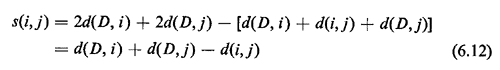 s(i,j) = 2d(D, i) + 2d(D, j) − [d(D, i) + d(i, j) + d(D, j)]
= d(D, i) + d(D, j) − d(i, j) (6.12)